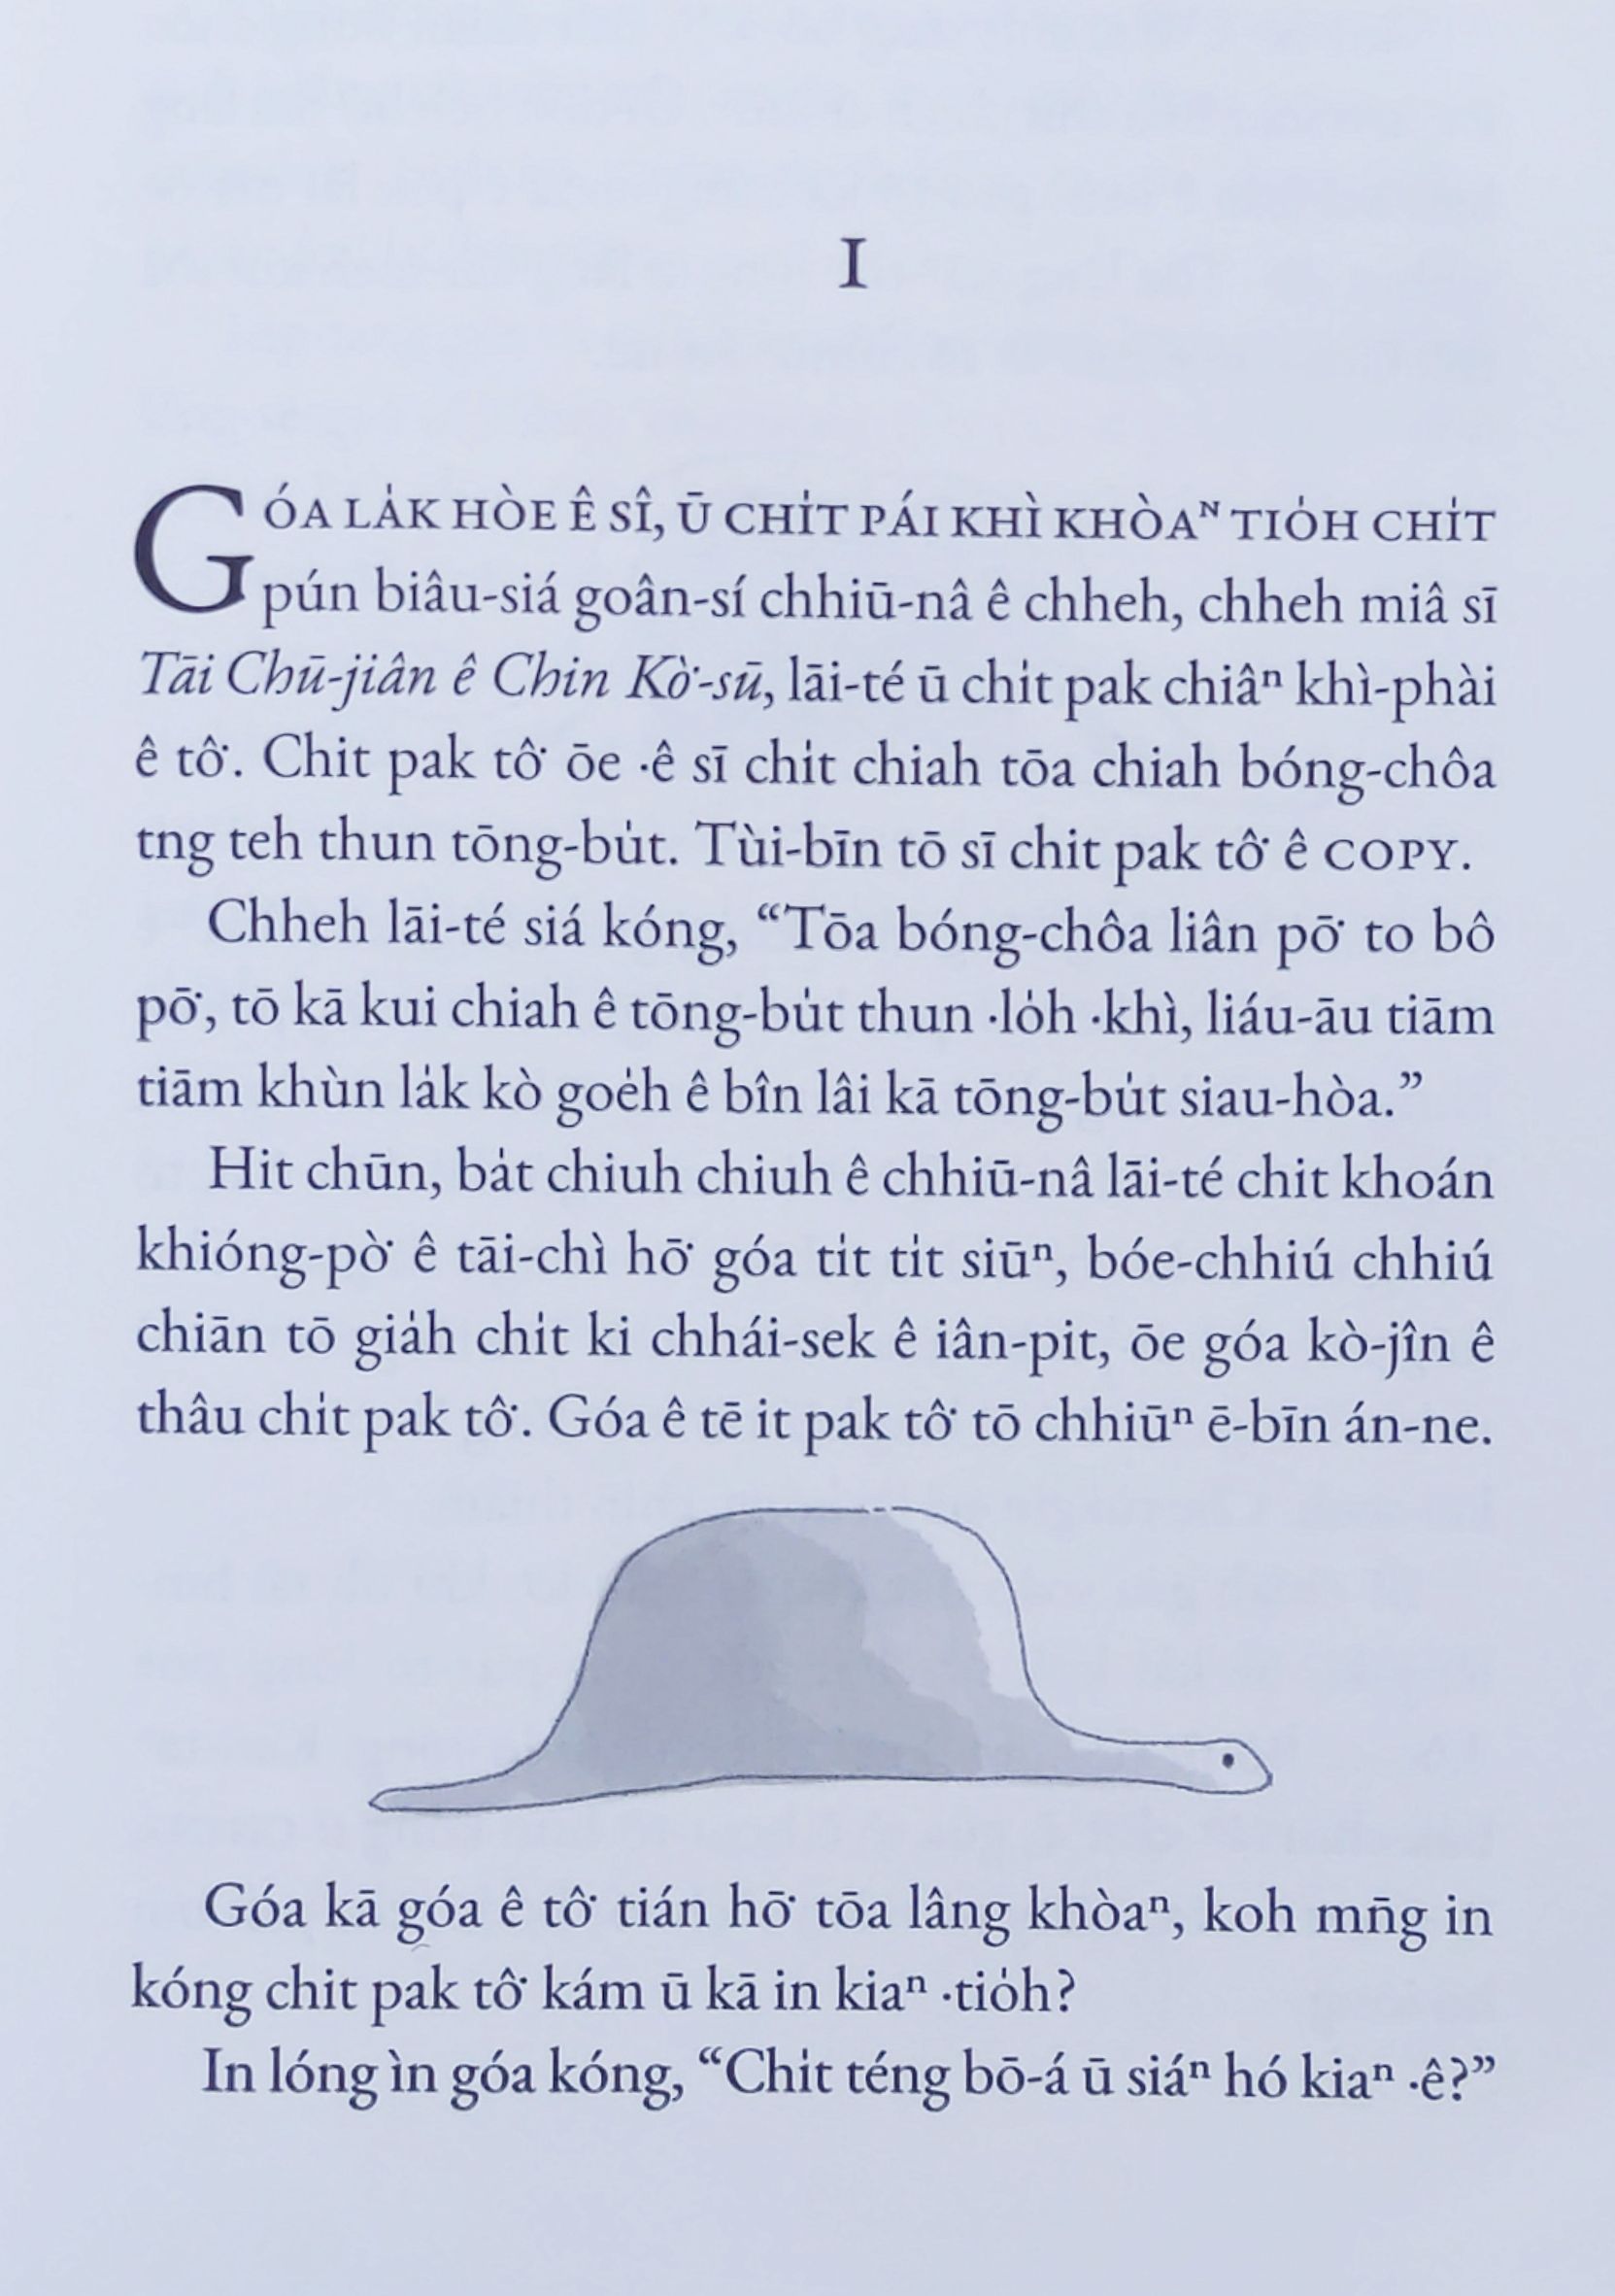 I
GÓA LA̍K HÒE Ê SÎ, Ū CHI̍T PÁI KHÌ KHÒAᴺ TIO̍H CHI̍T
pún biâu-siá goân-sí chhiū-nâ ê chheh, chheh miâ sī
Tāi Chū-jiân ê Chin Kò͘-sū, lāi-té ū chi̍t pak chiâⁿ khì-phài
ê tô͘. Chit pak tô͘ ōe ·ê sī chi̍t chiah tōa chiah bóng-chôa
tng teh thun tōng-bu̍t. Tùi-bīn tō sī chit pak tô͘ ê COPY.
Chheh lāi-té siá kóng, “Tōa bóng-chôa liân pō͘ to bô
pō͘, tō kā kui chiah ê tōng-bu̍t thun ·lo̍h ·khì, liáu-āu tiām
tiām khùn la̍k kò goe̍h ê bîn lâi kā tōng-bu̍t siau-hòa.”
Hit chūn, ba̍t chiuh chiuh ê chhiū-nâ lāi-té chit khoán
khióng-pò͘ ê tāi-chì hō͘ góa ti̍t ti̍t siūⁿ, bóe-chhiú chhiú
chiān tō gia̍h chi̍t ki chhái-sek ê iân-pit, ōe góa kò-jîn ê
thâu chi̍t pak tô͘. Góa ê tē it pak tô͘ tō chhiūⁿ ē-bīn án-ne.
Góa kā góa ê tô͘ tián hō͘ tōa lâng khòaⁿ, koh mn̄g in
kóng chit pak tô͘ kám ū kā in kiaⁿ ·tio̍h?
In lóng ìn góa kóng, “Chi̍t téng bō-á ū siáⁿ hó kiaⁿ ·ê?”